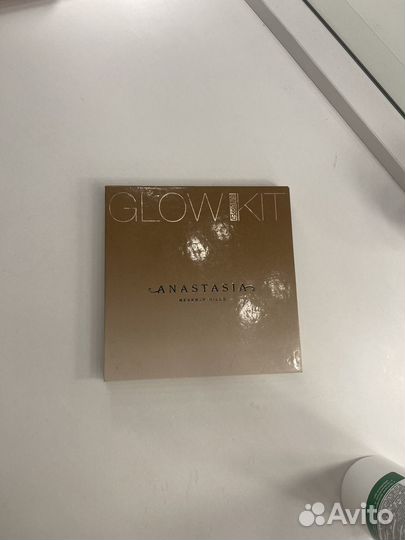 GLOW KIT
ANASTASIA
BEVERLY HILLS
Avito